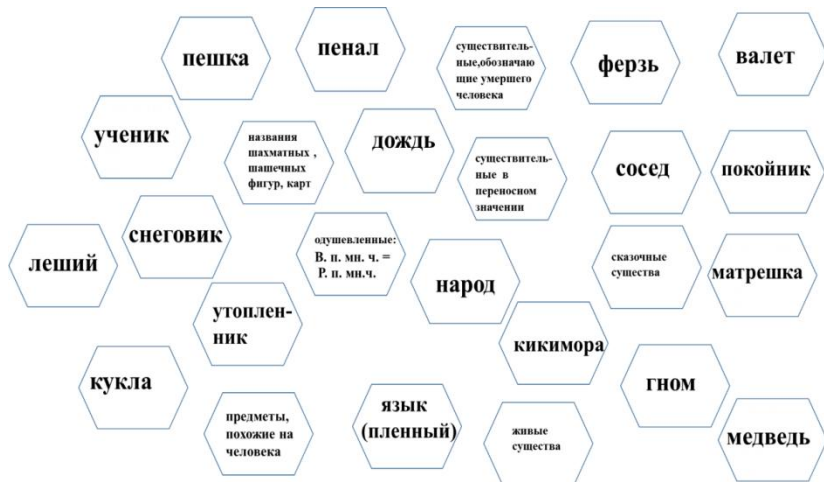 пешка
пенал
существитель-
ные,обозначаю
щие умершего
человека
ферзь
валет
ученик
названия
шахматных ,
шашечных
фигур, карт
дождь
существитель-
ные в
переносном
значении
сосед
покойник
леший
снеговик
одушевленные:
В. п. мн. ч. =
Р. п. мн.ч.
народ
сказочные
существа
матрешка
утоплен-
ник
кикимора
кукла
гном
предметы,
похожие на
человека
язык
(пленный)
живые
существа
медведь